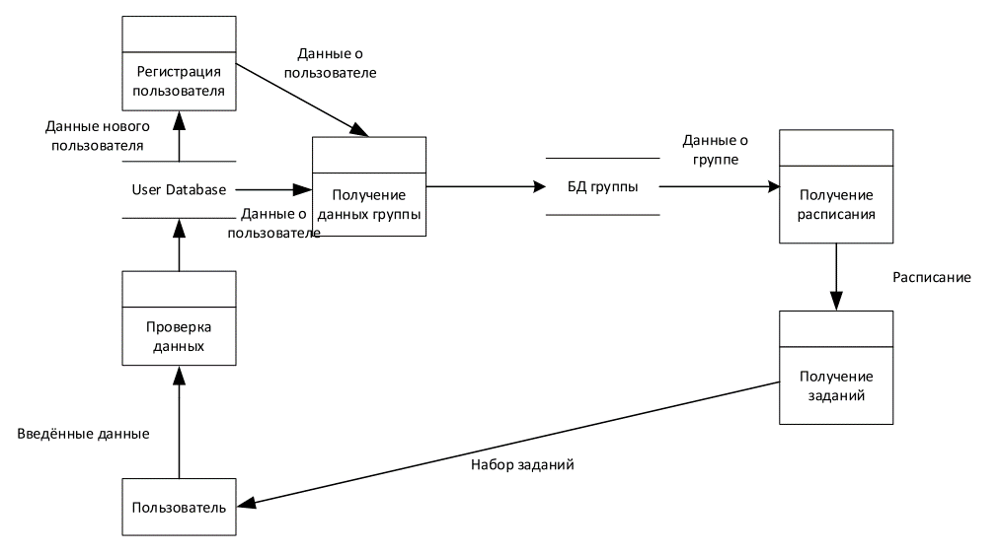 Регистрация
пользователя
Данные о
пользователе
Данные нового
пользователя
User Database
Данные о
пользователе
Получение
данных группы
БД группы
Данные о
группе
Получение
расписания
Расписание
Проверка
данных
Получение
заданий
Введённые данные
Набор заданий
Пользователь